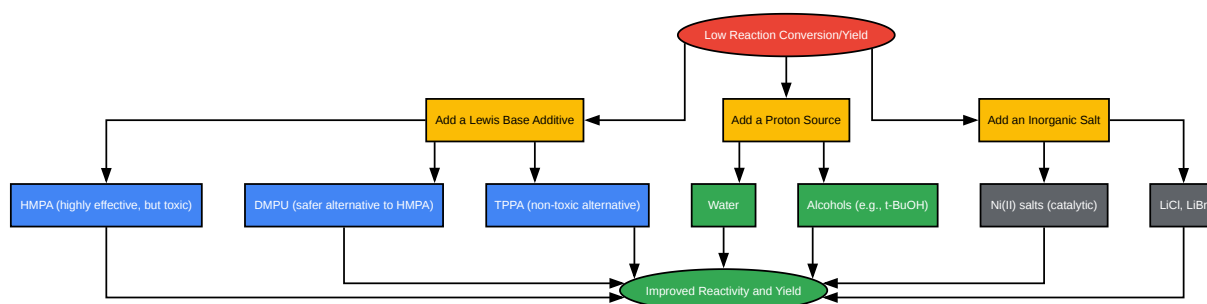 Low Reaction Conversion/Yield
Add a Lewis Base Additive
Add a Proton Source
Add an Inorganic Salt
HMPA (highly effective, but toxic)
DMPU (safer alternative to HMPA)
TPPA (non-toxic alternative)
Water
Alcohols (e.g., t-BuOH)
Ni(II) salts (catalytic)
LiCl, LiBr
Improved Reactivity and Yield